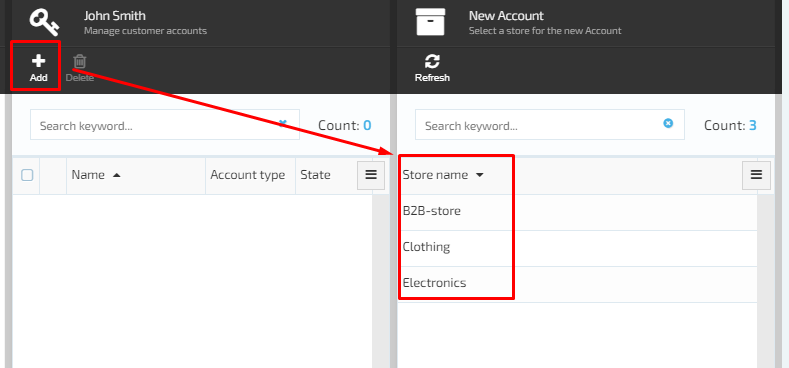 John Smith
Manage customer accounts
Add
Delete
Search keyword...
Count: 0
Name
Account type
State
New Account
Select a store for the new Account
Refresh
Search keyword...
Count: 3
Store name
B2B-store
Clothing
Electronics